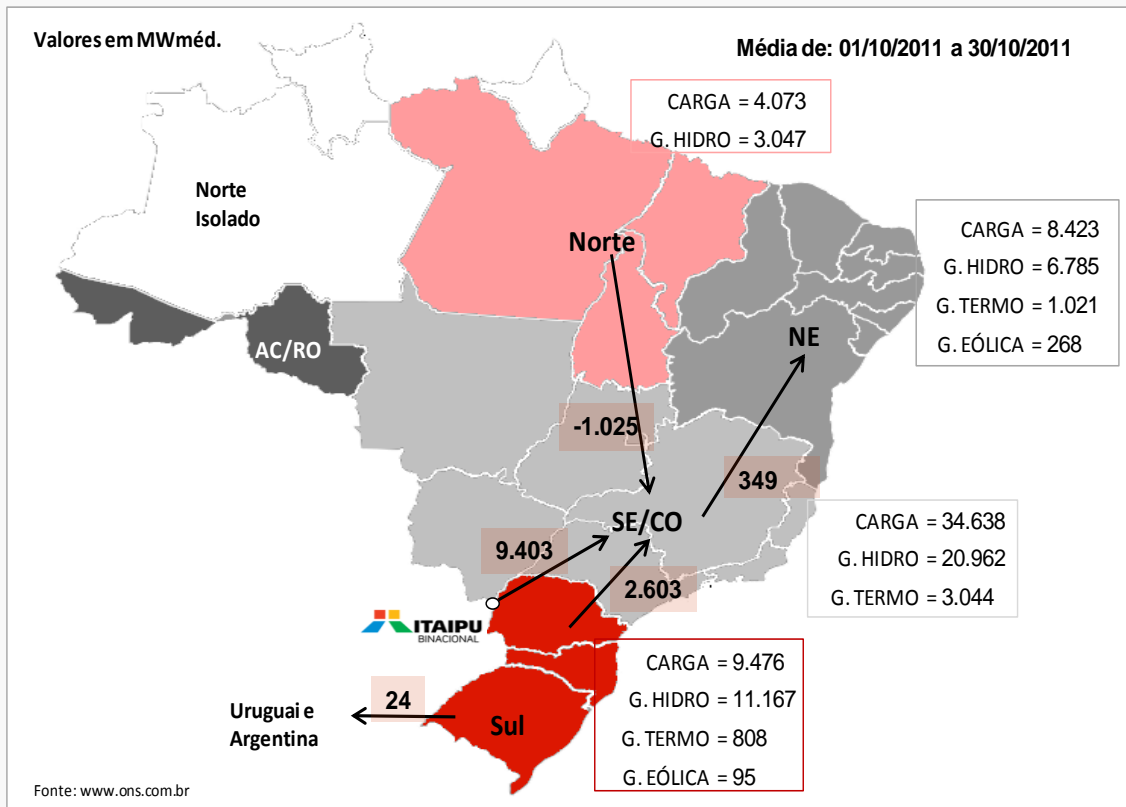 Valores em MWméd.
Média de: 01/10/2011 a 30/10/2011
CARGA = 4.073
G. HIDRO = 3.047
Norte
Isolado
Norte
CARGA = 8.423
G. HIDRO = 6.785
G. TERMO = 1.021
G. EÓLICA = 268
NE
AC/RO
-1.025
349
SE/CO
CARGA = 34.638
G. HIDRO = 20.962
G. TERMO = 3.044
9.403
2.603
ITAIPU
BINACIONAL
CARGA = 9.476
G. HIDRO = 11.167
G. TERMO = 808
G. EÓLICA = 95
24
Uruguai e
Argentina
Sul
Fonte: www.ons.com.br